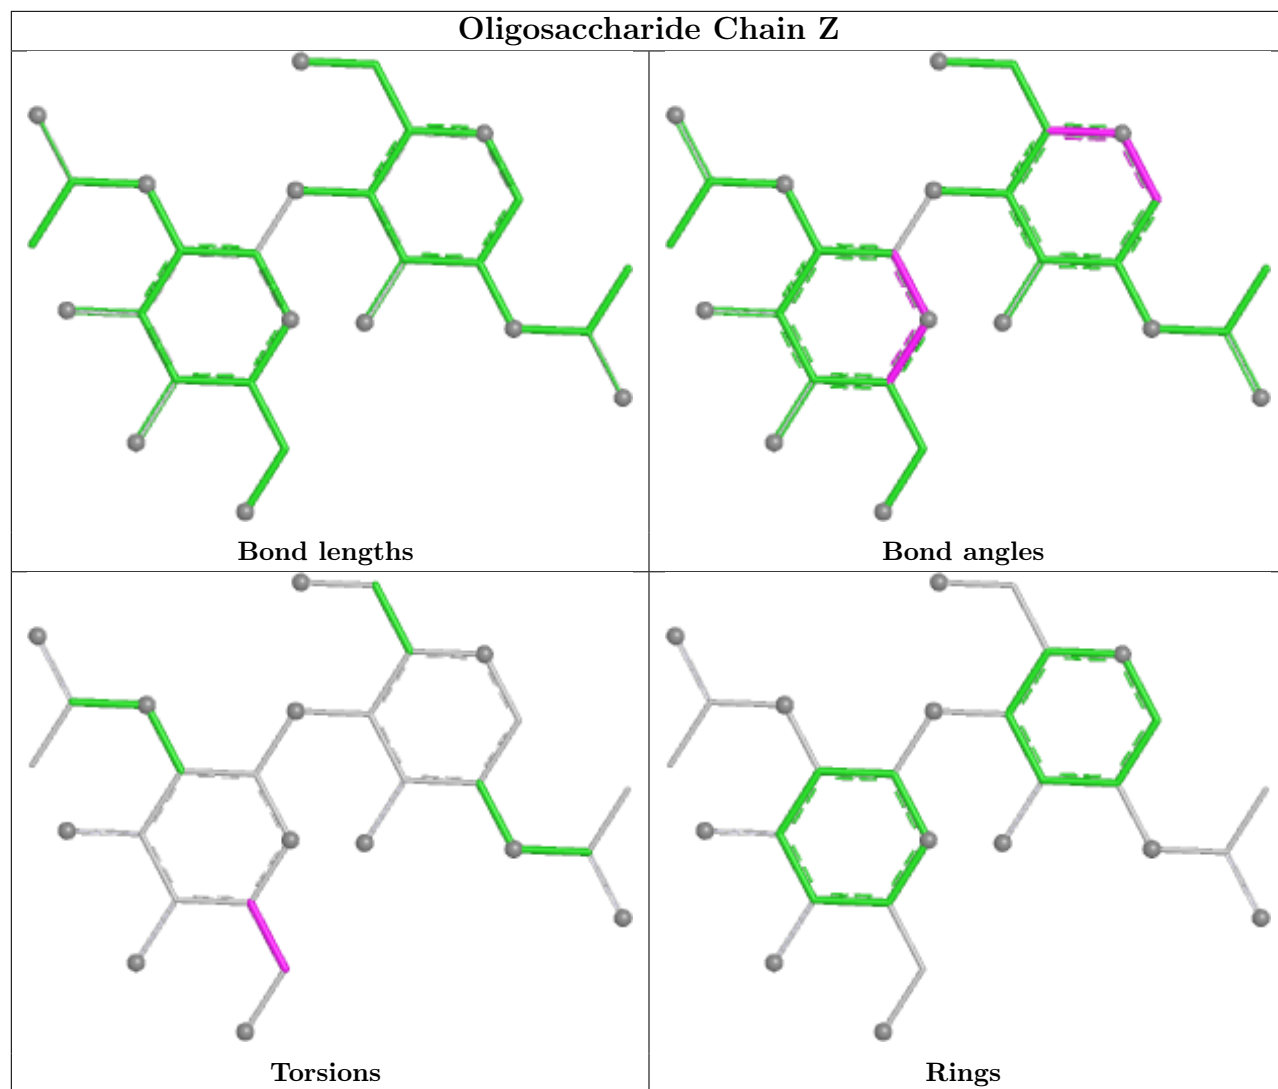 Oligosaccharide Chain Z
Bond lengths
Bond angles
Torsions
Rings